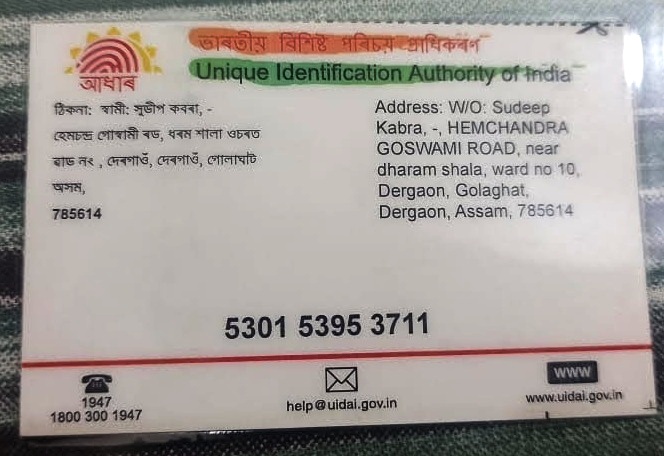 ভাৰতীয় বিশিষ্ট পৰিচয় প্ৰাধিকৰণ
Unique Identification Authority of India
আধাৰ
ঠিকনা: স্বামী: সুদীপ কবৰা, -
হেমচন্দ্ৰ গোস্বামী ৰড, ধৰম শালা ওচৰত
ৱাড নং , দেৰগাওঁ, দেৰগাওঁ, গোলাঘাট
অসম,
785614
Address: W/O: Sudeep
Kabra, -, HEMCHANDRA
GOSWAMI ROAD, near
dharam shala, ward no 10,
Dergaon, Golaghat,
Dergaon, Assam, 785614
5301 5395 3711
1947
1800 300 1947
help@uidai.gov.in
WWW
www.uidai.gov.in